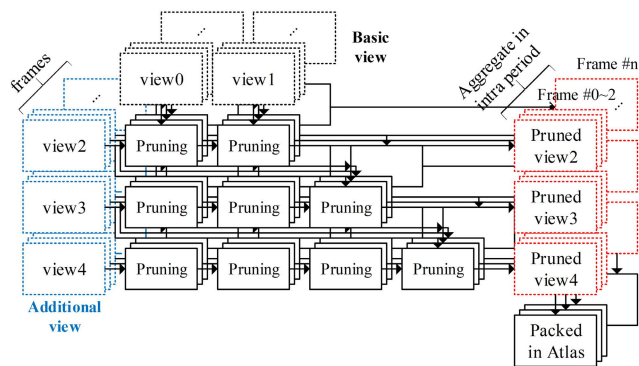 Basic
view
frames
view0
view1
Aggregate in
intra period
Frame #n
Frame #0~2
view2
Pruning
Pruning
Pruned
view2
view3
Pruning
Pruning
Pruning
Pruned
view3
view4
Pruning
Pruning
Pruning
Pruning
Pruned
view4
Additional
view
Packed
in Atlas